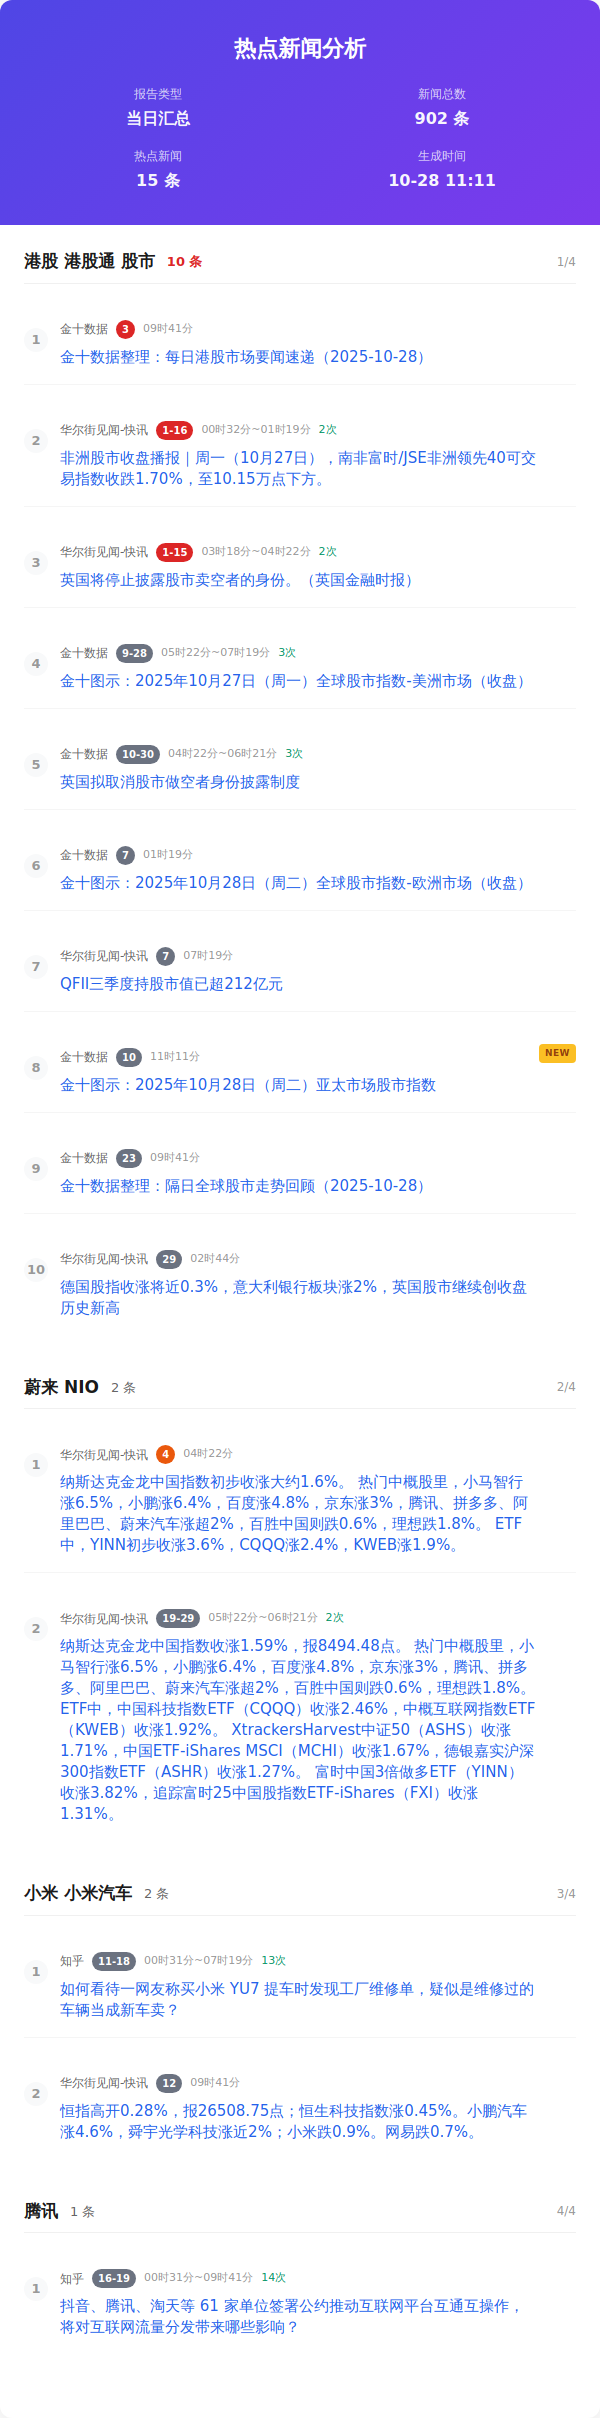 热点新闻分析
报告类型
当日汇总
新闻总数
902 条
热点新闻
15 条
生成时间
10-28 11:11
港股 港股通 股市 10 条 1/4
1
金十数据 3 09时41分
金十数据整理：每日港股市场要闻速递（2025-10-28）
2
华尔街见闻-快讯 1-16 00时32分~01时19分 2次
非洲股市收盘播报｜周一（10月27日），南非富时/JSE非洲领先40可交
易指数收跌1.70%，至10.15万点下方。
3
华尔街见闻-快讯 1-15 03时18分~04时22分 2次
英国将停止披露股市卖空者的身份。（英国金融时报）
4
金十数据 9-28 05时22分~07时19分 3次
金十图示：2025年10月27日（周一）全球股市指数-美洲市场（收盘）
5
金十数据 10-30 04时22分~06时21分 3次
英国拟取消股市做空者身份披露制度
6
金十数据 7 01时19分
金十图示：2025年10月28日（周二）全球股市指数-欧洲市场（收盘）
7
华尔街见闻-快讯 7 07时19分
QFII三季度持股市值已超212亿元
8
金十数据 10 11时11分 NEW
金十图示：2025年10月28日（周二）亚太市场股市指数
9
金十数据 23 09时41分
金十数据整理：隔日全球股市走势回顾（2025-10-28）
10
华尔街见闻-快讯 29 02时44分
德国股指收涨将近0.3%，意大利银行板块涨2%，英国股市继续创收盘
历史新高
蔚来 NIO 2 条 2/4
1
华尔街见闻-快讯 4 04时22分
纳斯达克金龙中国指数初步收涨大约1.6%。 热门中概股里，小马智行
涨6.5%，小鹏涨6.4%，百度涨4.8%，京东涨3%，腾讯、拼多多、阿
里巴巴、蔚来汽车涨超2%，百胜中国则跌0.6%，理想跌1.8%。 ETF
中，YINN初步收涨3.6%，CQQQ涨2.4%，KWEB涨1.9%。
2
华尔街见闻-快讯 19-29 05时22分~06时21分 2次
纳斯达克金龙中国指数收涨1.59%，报8494.48点。 热门中概股里，小
马智行涨6.5%，小鹏涨6.4%，百度涨4.8%，京东涨3%，腾讯、拼多
多、阿里巴巴、蔚来汽车涨超2%，百胜中国则跌0.6%，理想跌1.8%。
ETF中，中国科技指数ETF（CQQQ）收涨2.46%，中概互联网指数ETF
（KWEB）收涨1.92%。 XtrackersHarvest中证50（ASHS）收涨
1.71%，中国ETF-iShares MSCI（MCHI）收涨1.67%，德银嘉实沪深
300指数ETF（ASHR）收涨1.27%。 富时中国3倍做多ETF（YINN）
收涨3.82%，追踪富时25中国股指数ETF-iShares（FXI）收涨
1.31%。
小米 小米汽车 2 条 3/4
1
知乎 11-18 00时31分~07时19分 13次
如何看待一网友称买小米 YU7 提车时发现工厂维修单，疑似是维修过的
车辆当成新车卖？
2
华尔街见闻-快讯 12 09时41分
恒指高开0.28%，报26508.75点；恒生科技指数涨0.45%。小鹏汽车
涨4.6%，舜宇光学科技涨近2%；小米跌0.9%。网易跌0.7%。
腾讯 1 条 4/4
1
知乎 16-19 00时31分~09时41分 14次
抖音、腾讯、淘天等 61 家单位签署公约推动互联网平台互通互操作，
将对互联网流量分发带来哪些影响？